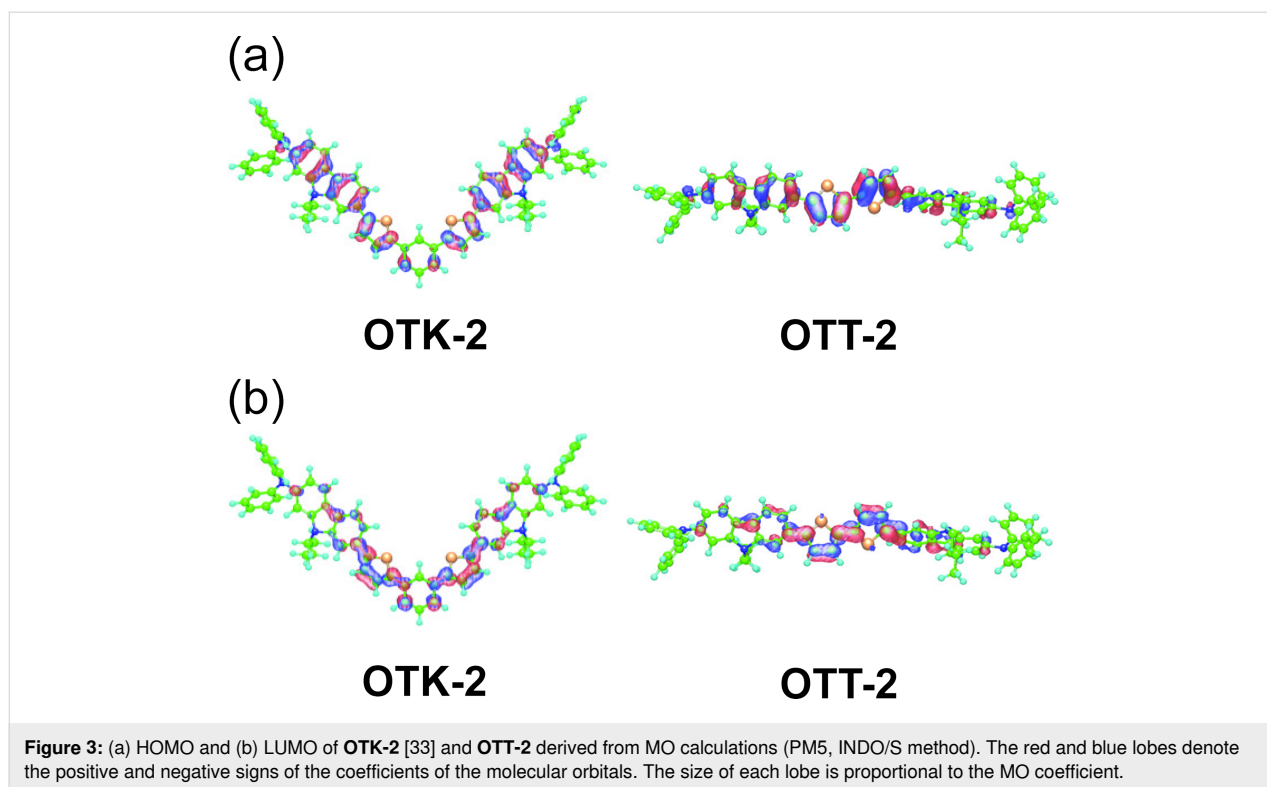 (a)
OTK-2 OTT-2
(b)
OTK-2 OTT-2
Figure 3: (a) HOMO and (b) LUMO of OTK-2 [33] and OTT-2 derived from MO calculations (PM5, INDO/S method). The red and blue lobes denote
the positive and negative signs of the coefficients of the molecular orbitals. The size of each lobe is proportional to the MO coefficient.